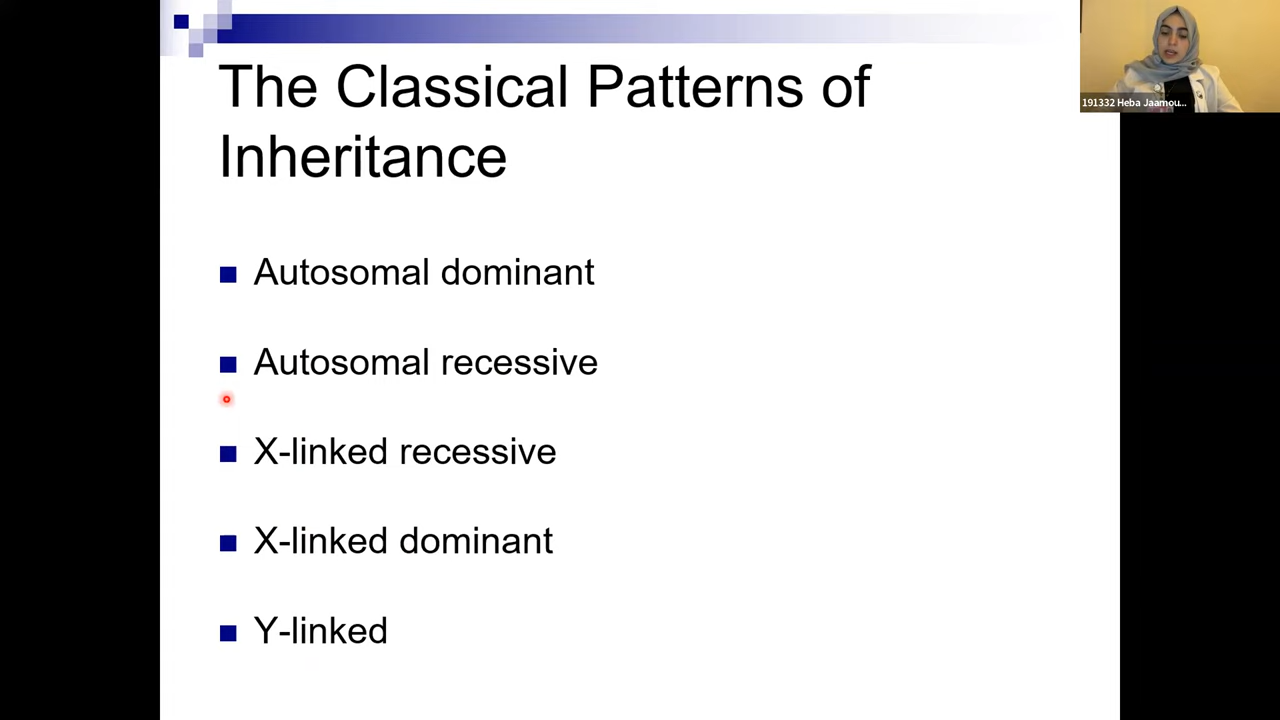 The Classical Patterns of
Inheritance
191332 Heba Jaamou...
Autosomal dominant
Autosomal recessive
X-linked recessive
X-linked dominant
Y-linked